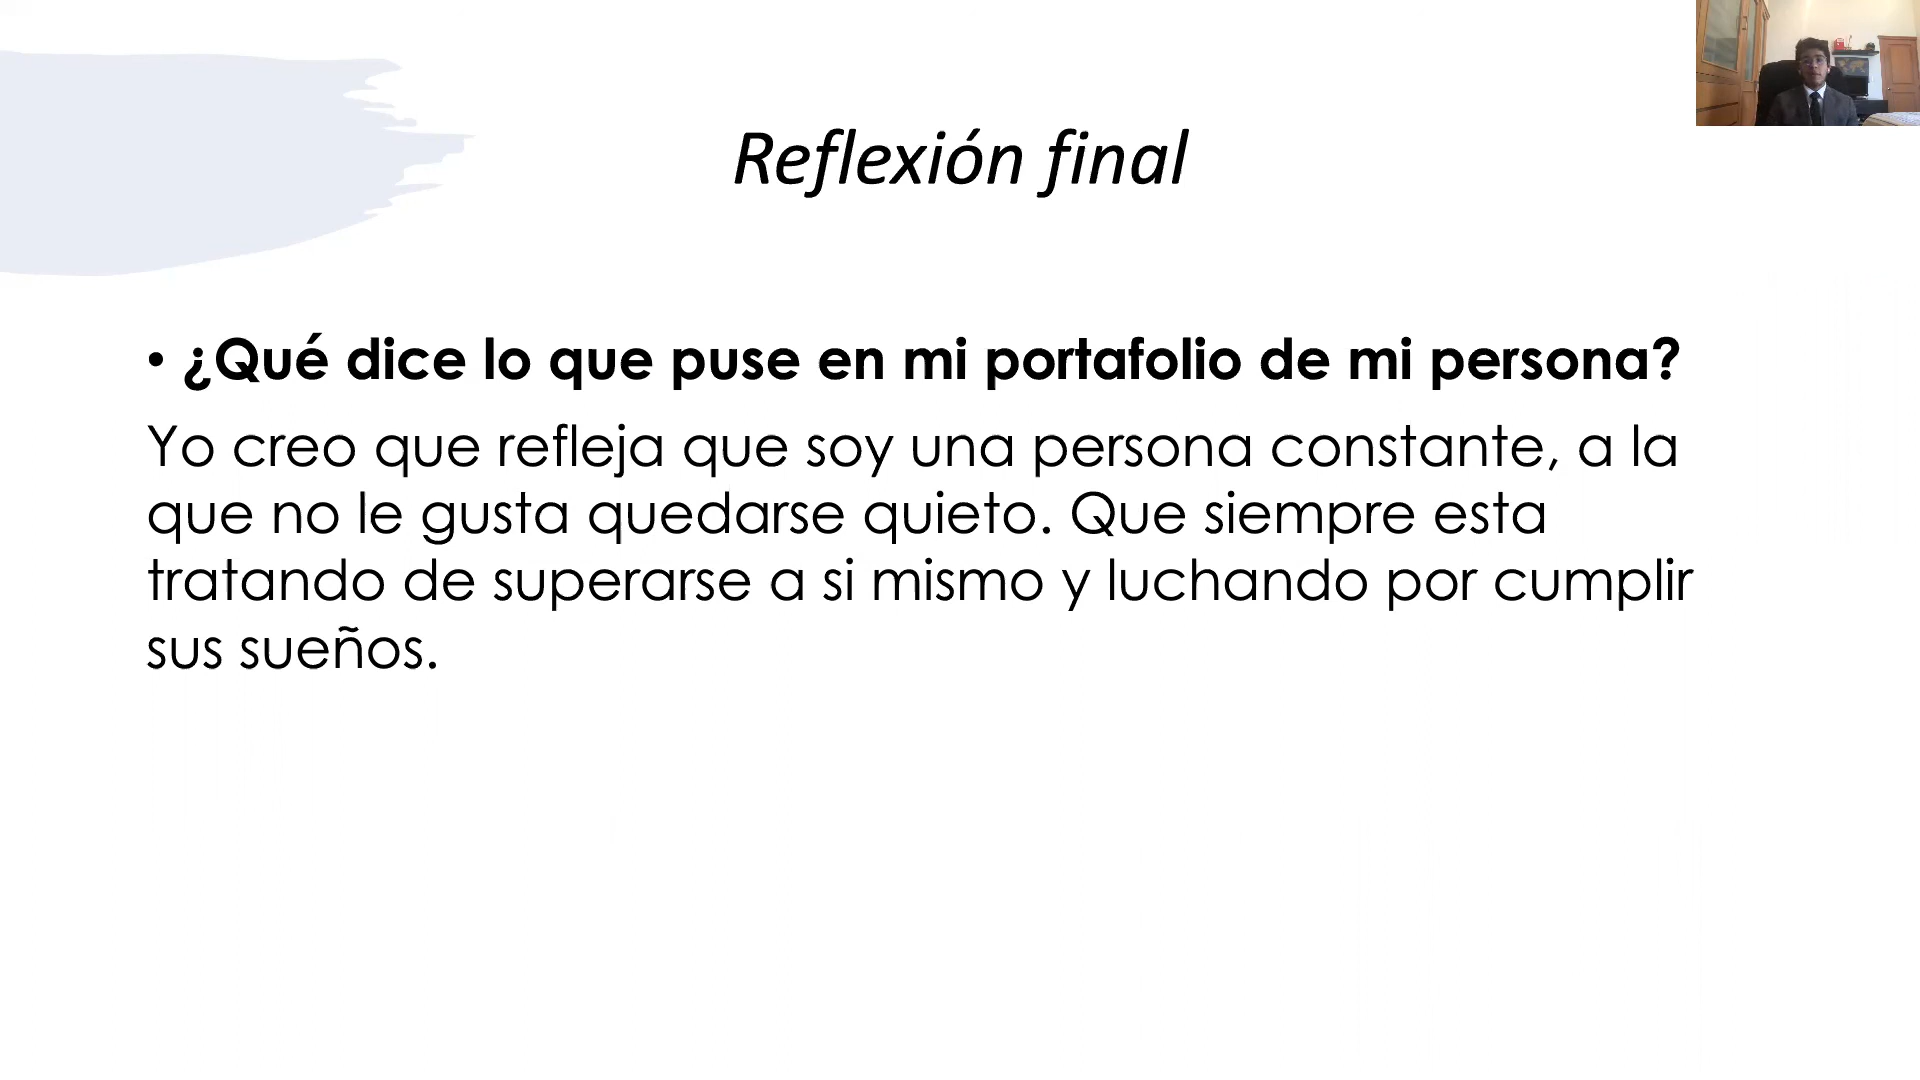 Reflexión final
• ¿Qué dice lo que puse en mi portafolio de mi persona?
Yo creo que refleja que soy una persona constante, a la
que no le gusta quedarse quieto. Que siempre esta
tratando de superarse a si mismo y luchando por cumplir
sus sueños.